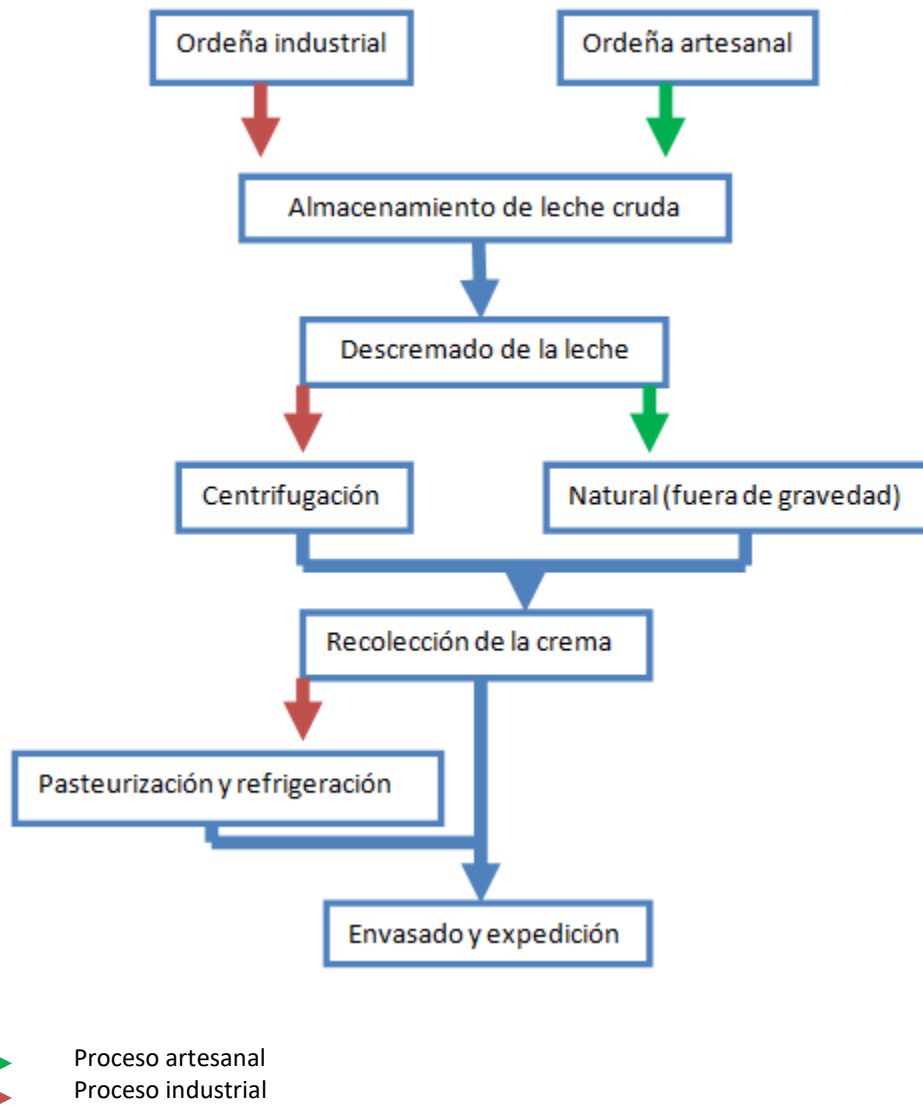 Ordeña industrial
Ordeña artesanal
Almacenamiento de leche cruda
Descremado de la leche
Centrifugación
Natural (fuera de gravedad)
Recolección de la crema
Pasteurización y refrigeración
Envasado y expedición
Proceso artesanal
Proceso industrial